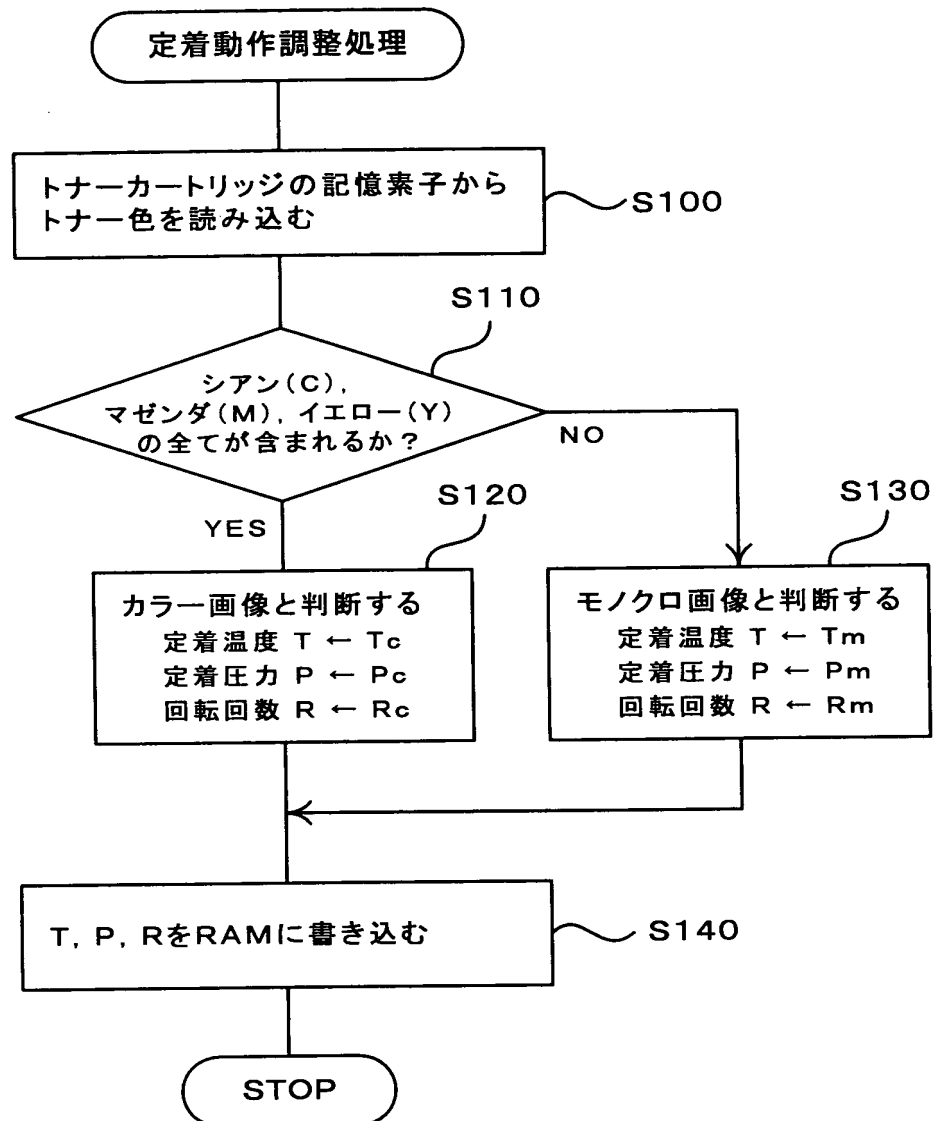 定着動作調整処理
トナーカートリッジの記憶素子から
トナー色を読み込む
S100
S110
シアン(C),
マゼンダ(M), イエロー(Y)
の全てが含まれるか?
NO
YES
S120
カラー画像と判断する
定着温度 T ← Tc
定着圧力 P ← Pc
回転回数 R ← Rc
S130
モノクロ画像と判断する
定着温度 T ← Tm
定着圧力 P ← Pm
回転回数 R ← Rm
T, P, RをRAMに書き込む
S140
STOP